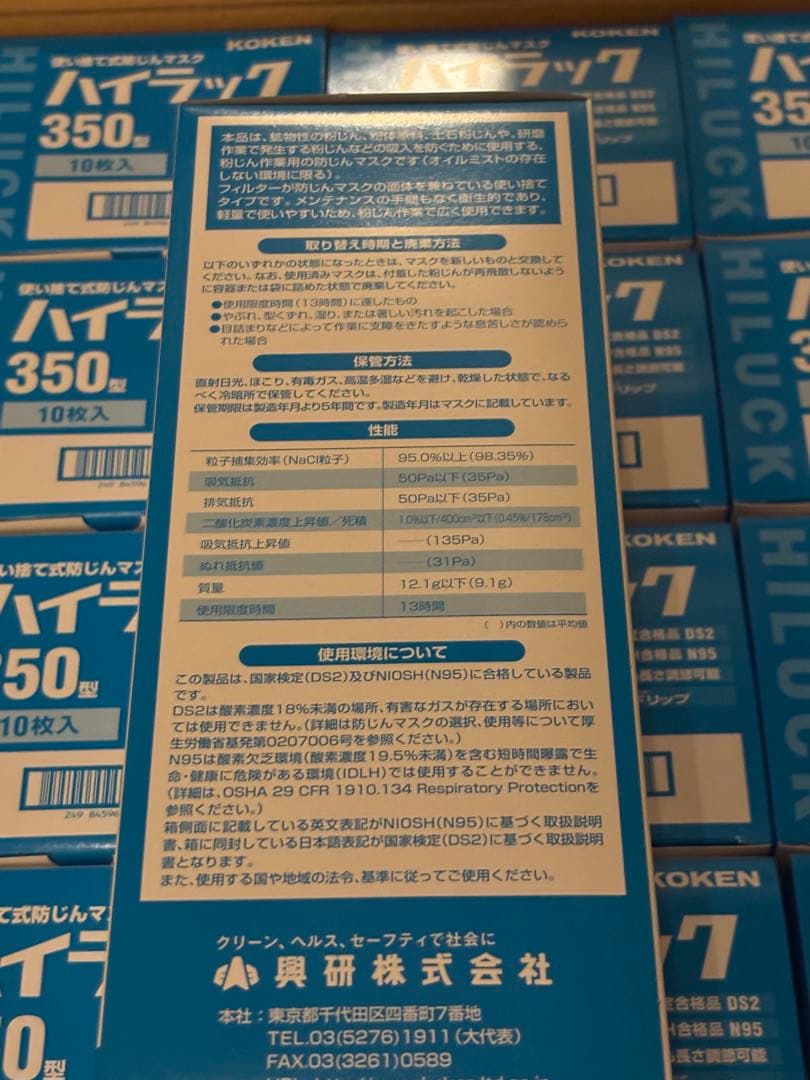 KOKEN
使い捨て式防じんマスク
ハイラック
350型
10枚入
HILUCK
本品は、鉱物性の粉じん、粉体原料、土石粉じんや、研磨
作業で発生する粉じんなどの吸入を防ぐために使用する、
粉じん作業用の防じんマスクです(オイルミストの存在
しない環境に限る)。
フィルターが防じんマスクの面体を兼ねている使い捨て
タイプです。メンテナンスの手間もなく衛生的であり、
軽量で使いやすいため、粉じん作業で広く使用できます。
取り替え時期と廃棄方法
以下のいずれかの状態になったときは、マスクを新しいものと交換して
ください。なお、使用済みマスクは、付着した粉じんが再飛散しないよう
に容器または袋に詰めた状態で廃棄してください。
●使用限度時間(13時間)に達したもの
●やぶれ、型くずれ、湿り、または著しい汚れを起こした場合
●目詰まりなどによって作業に支障をきたすような息苦しさが認めら
れた場合
保管方法
直射日光、ほこり、有毒ガス、高温多湿などを避け、乾燥した状態で、なる
べく冷暗所で保管してください。
保管期限は製造年月より5年間です。製造年月はマスクに記載しています。
性能
粒子捕集効率(NaCl粒子) 95.0%以上(98.35%)
吸気抵抗 50Pa以下(35Pa)
排気抵抗 50Pa以下(35Pa)
二酸化炭素濃度上昇値/死積 1.0%以下/400cm³以下(0.45%/178cm³)
吸気抵抗上昇値 ――(135Pa)
ぬれ抵抗値 ――(31Pa)
質量 12.1g以下(9.1g)
使用限度時間 13時間
( )内の数値は平均値
使用環境について
この製品は、国家検定(DS2)及びNIOSH(N95)に合格している製品
です。
DS2は酸素濃度18%未満の場所、有害なガスが存在する場所におい
ては使用できません。(詳細は防じんマスクの選択、使用等について厚
生労働省基発第0207006号を参照ください。)
N95は酸素欠乏環境(酸素濃度19.5%未満)を含む短時間曝露で生
命・健康に危険がある環境(IDLH)では使用することができません。
(詳細は、OSHA 29 CFR 1910.134 Respiratory Protectionを
参照ください。)
箱側面に記載している英文表記がNIOSH(N95)に基づく取扱説明
書、箱に同封している日本語表記が国家検定(DS2)に基づく取扱説明
書となります。
また、使用する国や地域の法令、基準に従ってご使用ください。
クリーン、ヘルス、セーフティで社会に
興研株式会社
本社:東京都千代田区四番町7番地
TEL.03(5276)1911(大代表)
FAX.03(3261)0589